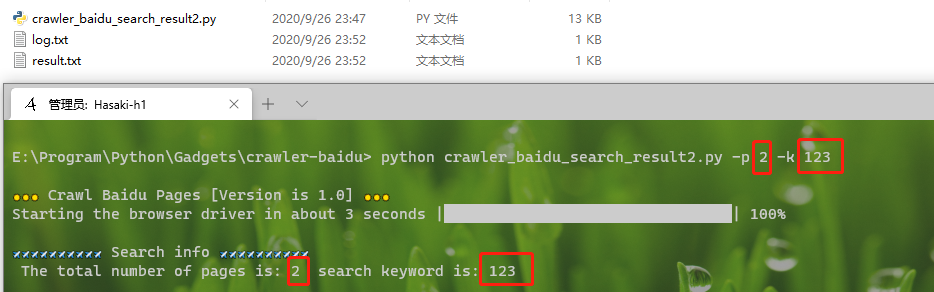 crawler_baidu_search_result2.py 2020/9/26 23:47 PY 文件 13 KB
log.txt 2020/9/26 23:52 文本文档 1 KB
result.txt 2020/9/26 23:52 文本文档 1 KB
管理员: Hasaki-h1
E:\Program\Python\Gadgets\crawler-baidu> python crawler_baidu_search_result2.py -p 2 -k 123
Crawl Baidu Pages [Version is 1.0]
Starting the browser driver in about 3 seconds | | 100%
Search info
The total number of pages is: 2 search keyword is: 123